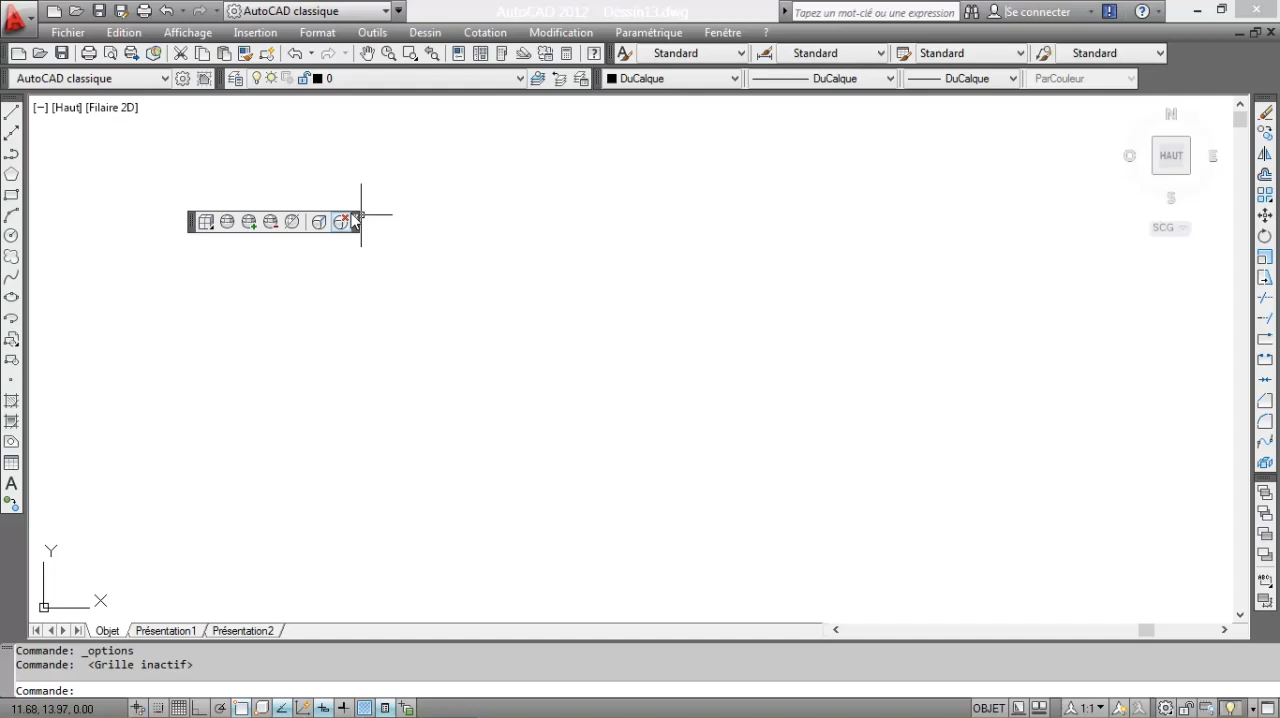 AutoCAD classique
AutoCAD 2012 Dessin13.dwg
Tapez un mot-clé ou une expression
Se connecter
?
Fichier Edition Affichage Insertion Format Outils Dessin Cotation Modification Paramétrique Fenêtre ?
? Standard Standard Standard Standard
AutoCAD classique 0 DuCalque DuCalque DuCalque ParCouleur
[−] [Haut] [Filaire 2D]
N
O HAUT E
S
SCG
A
Y
X
Objet Présentation1 Présentation2
Commande: _options
Commande: <Grille inactif>
Commande:
11.68, 13.97, 0.00 OBJET 1:1